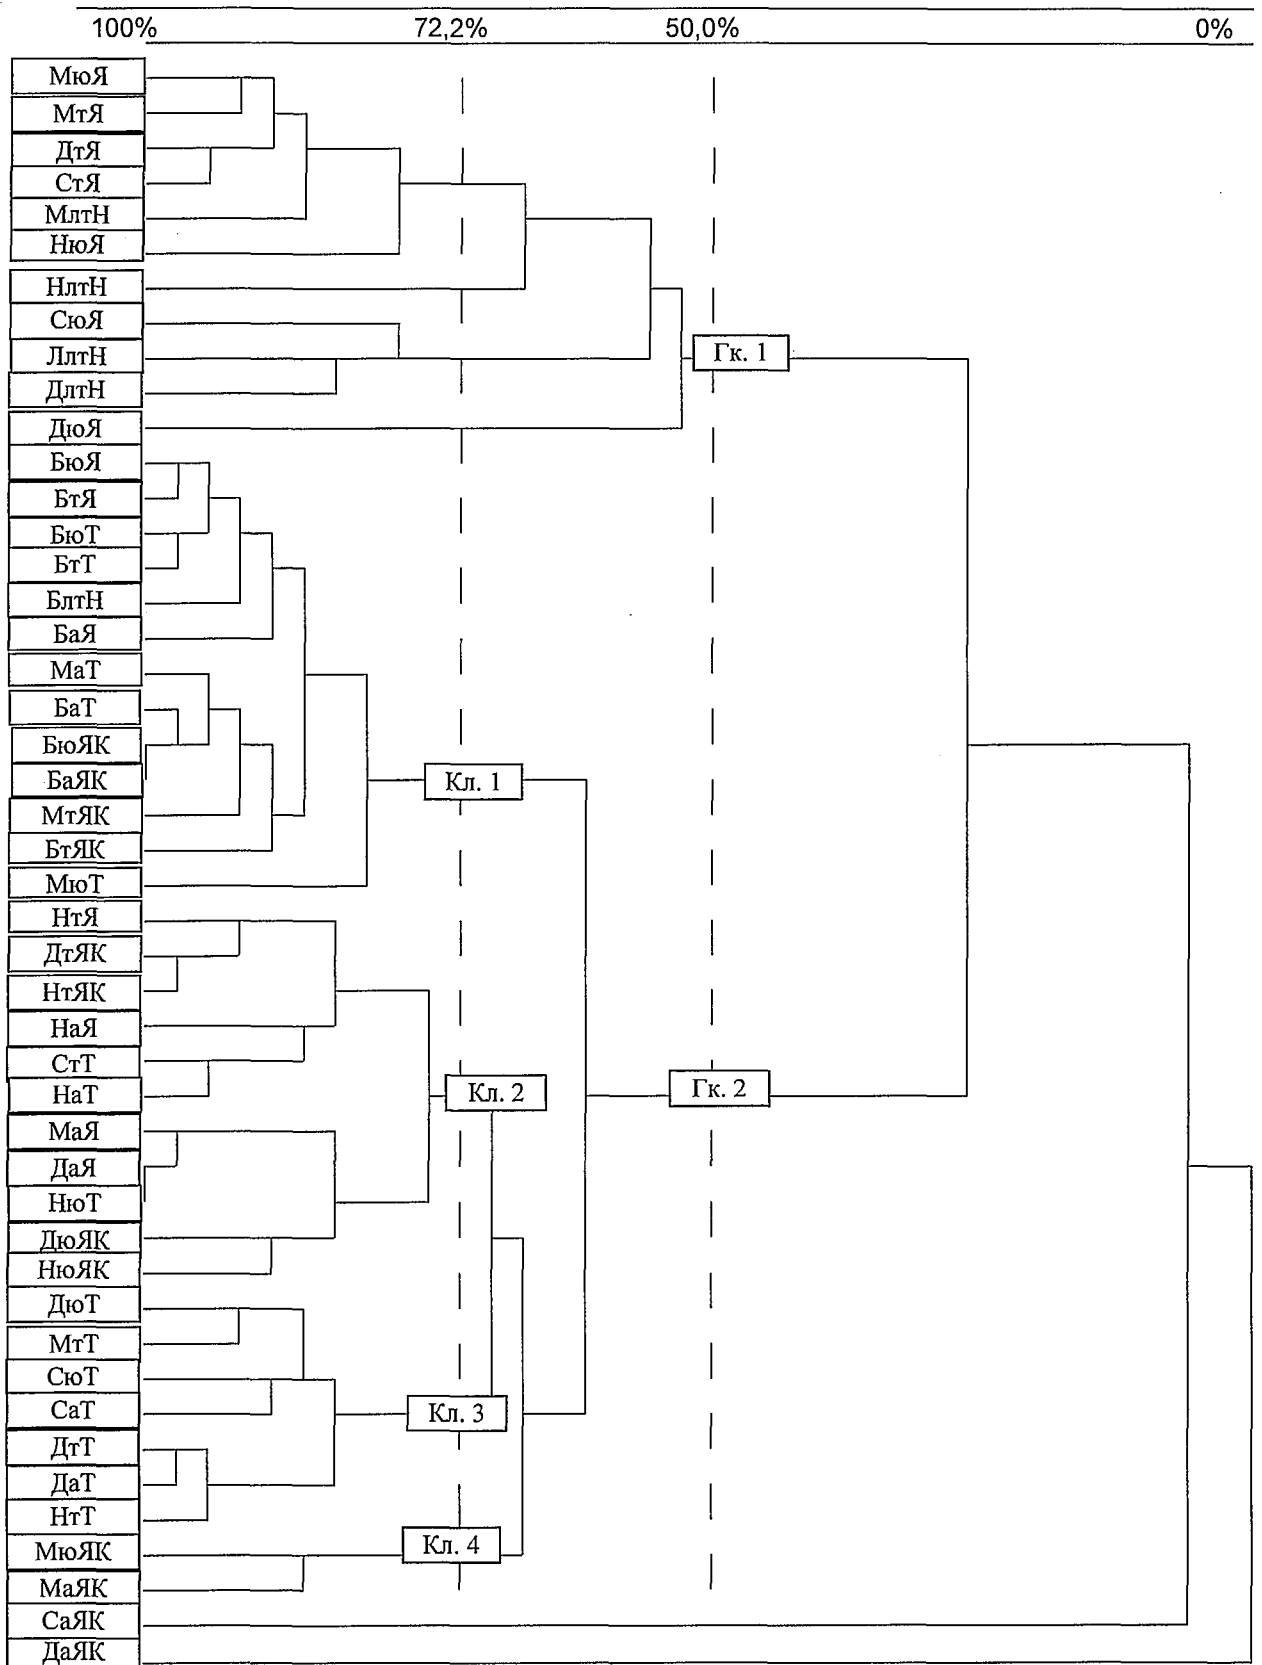 100% 72,2% 50,0% 0%
МюЯ
МтЯ
ДтЯ
СтЯ
МлтН
НюЯ
НлтН
СюЯ
ЛлтН
Гк. 1
ДлтН
ДюЯ
БюЯ
БтЯ
БюТ
БтТ
БлтН
БаЯ
МаТ
БаТ
БюЯК
БаЯК
Кл. 1
МтЯК
БтЯК
МюТ
НтЯ
ДтЯК
НтЯК
НаЯ
СтТ
НаТ
Кл. 2
Гк. 2
МаЯ
ДаЯ
НюТ
ДюЯК
НюЯК
ДюТ
МтТ
СюТ
СаТ
Кл. 3
ДтТ
ДаТ
НтТ
МюЯК
Кл. 4
МаЯК
СаЯК
ДаЯК